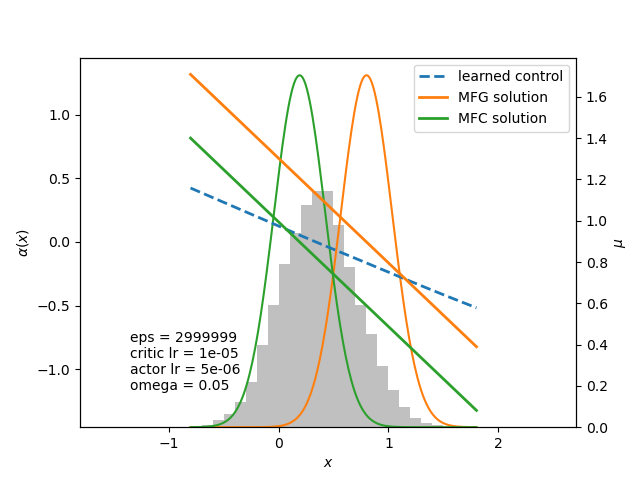 learned control
MFG solution
MFC solution
1.0
0.5
0.0
−0.5
−1.0
α(x)
1.6
1.4
1.2
1.0
0.8
0.6
0.4
0.2
0.0
μ
eps = 2999999
critic lr = 1e-05
actor lr = 5e-06
omega = 0.05
−1 0 1 2
x